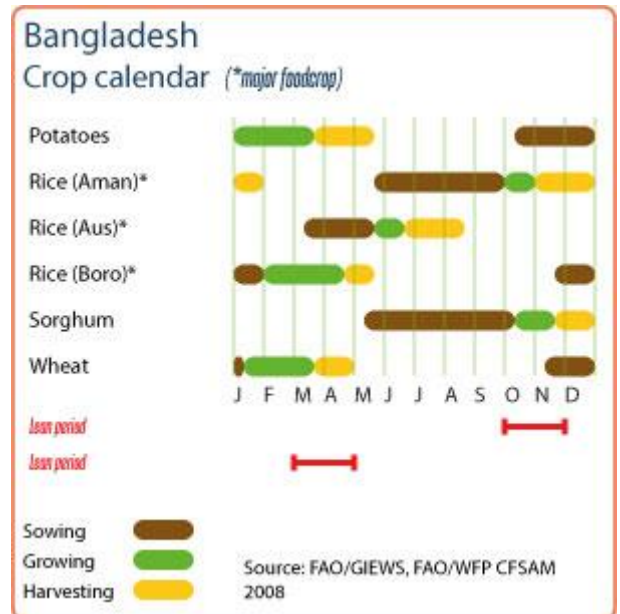 Bangladesh
Crop calendar (*major foodcrop)
Potatoes
Rice (Aman)*
Rice (Aus)*
Rice (Boro)*
Sorghum
Wheat
J F M A M J J A S O N D
Lean period
Lean period
Sowing
Growing
Harvesting
Source: FAO/GIEWS, FAO/WFP CFSAM
2008